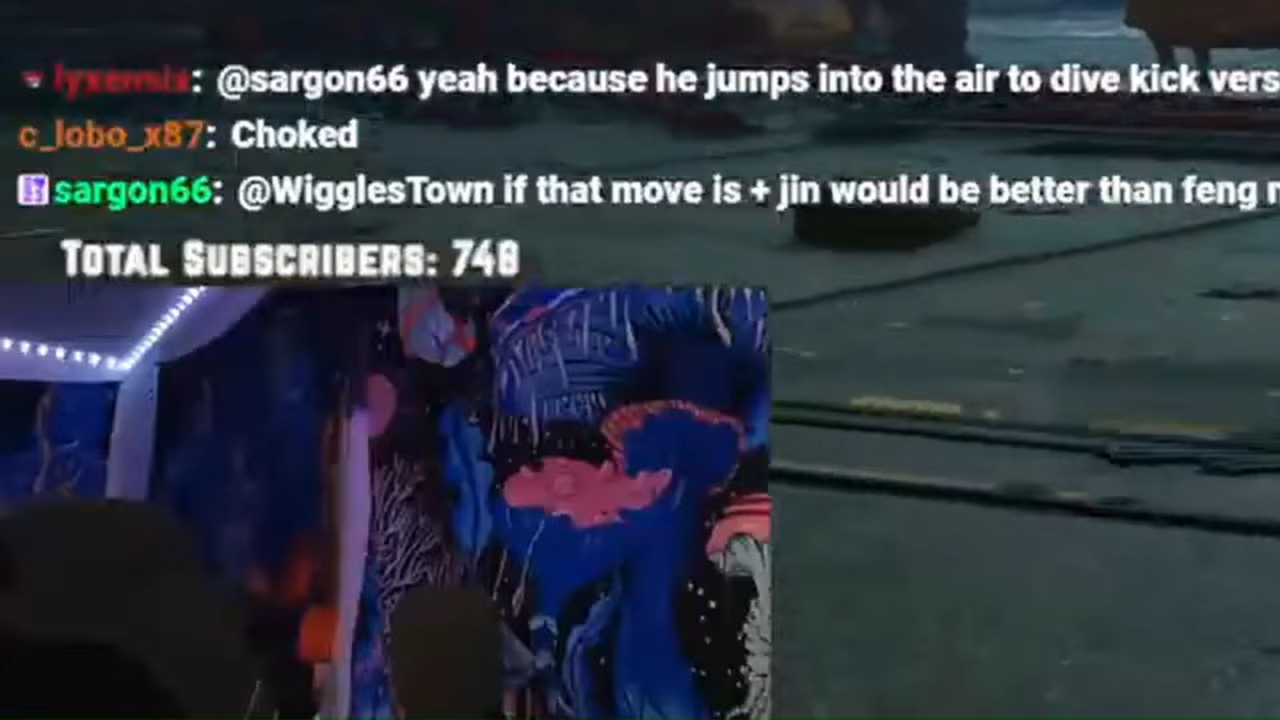 : @sargon66 yeah because he jumps into the air to dive kick
c_lobo_x87: Choked
sargon66: @WigglesTown if that move is + jin would be better than feng
TOTAL SUBSCRIBERS: 748